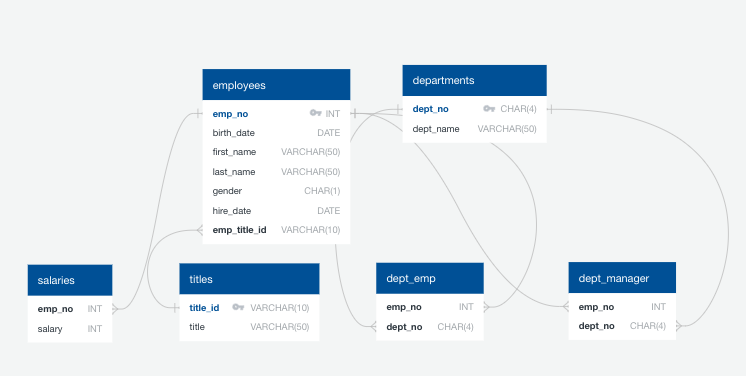 employees
emp_no INT
birth_date DATE
first_name VARCHAR(50)
last_name VARCHAR(50)
gender CHAR(1)
hire_date DATE
emp_title_id VARCHAR(10)
departments
dept_no CHAR(4)
dept_name VARCHAR(50)
salaries
emp_no INT
salary INT
titles
title_id VARCHAR(10)
title VARCHAR(50)
dept_emp
emp_no INT
dept_no CHAR(4)
dept_manager
emp_no INT
dept_no CHAR(4)